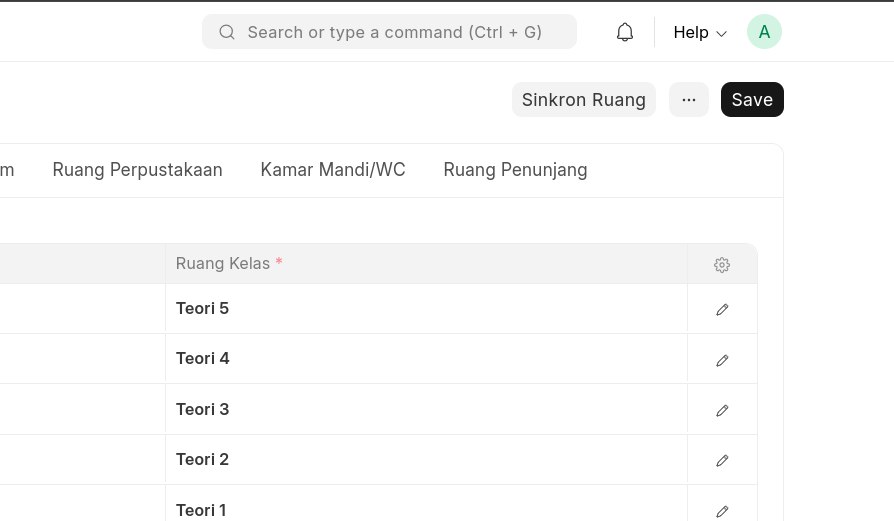 Search or type a command (Ctrl + G)
Help
A
Sinkron Ruang
...
Save
m
Ruang Perpustakaan
Kamar Mandi/WC
Ruang Penunjang
Ruang Kelas *
Teori 5
Teori 4
Teori 3
Teori 2
Teori 1